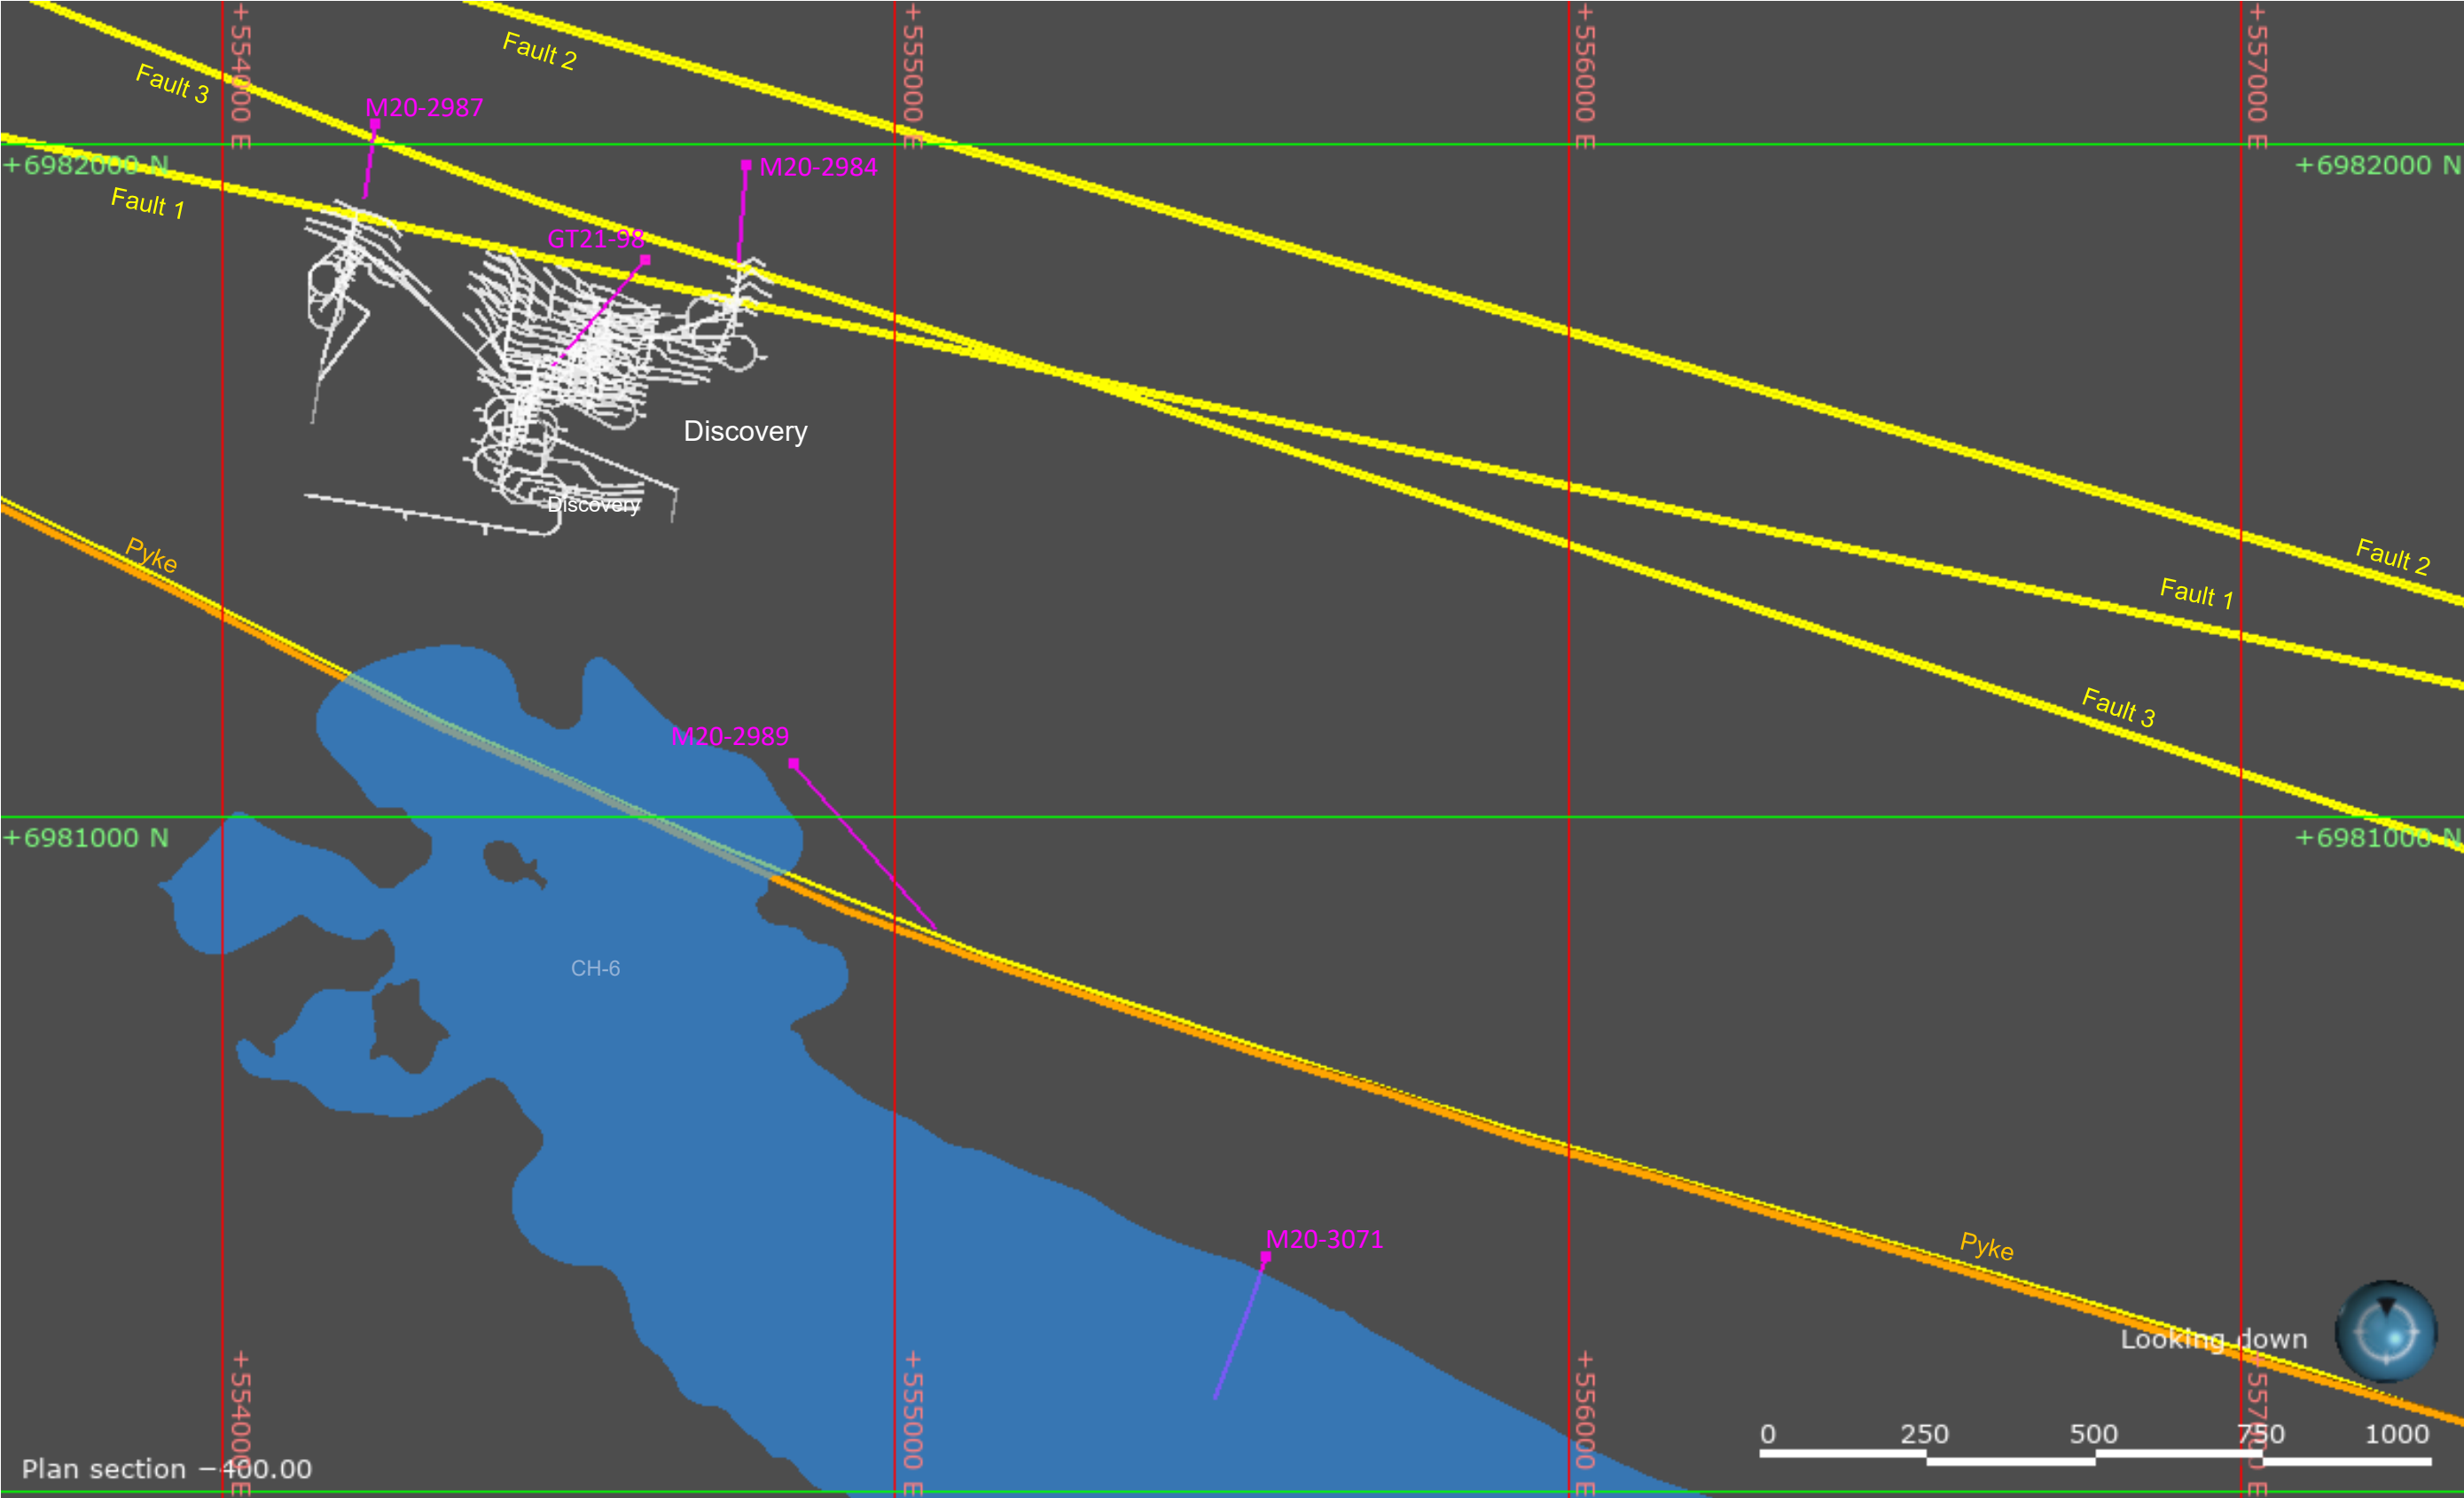 +554000 E
+555000 E
+556000 E
+557000 E
Fault 2
Fault 3
M20-2987
+6982000 N
+6982000 N
M20-2984
Fault 1
GT21-98
Discovery
Discovery
Pyke
Fault 2
Fault 1
Fault 3
M20-2989
+6981000 N
+6981000 N
CH-6
M20-3071
Pyke
Looking down
+554000 E
+555000 E
+556000 E
+557000 E
0 250 500 750 1000
Plan section −400.00